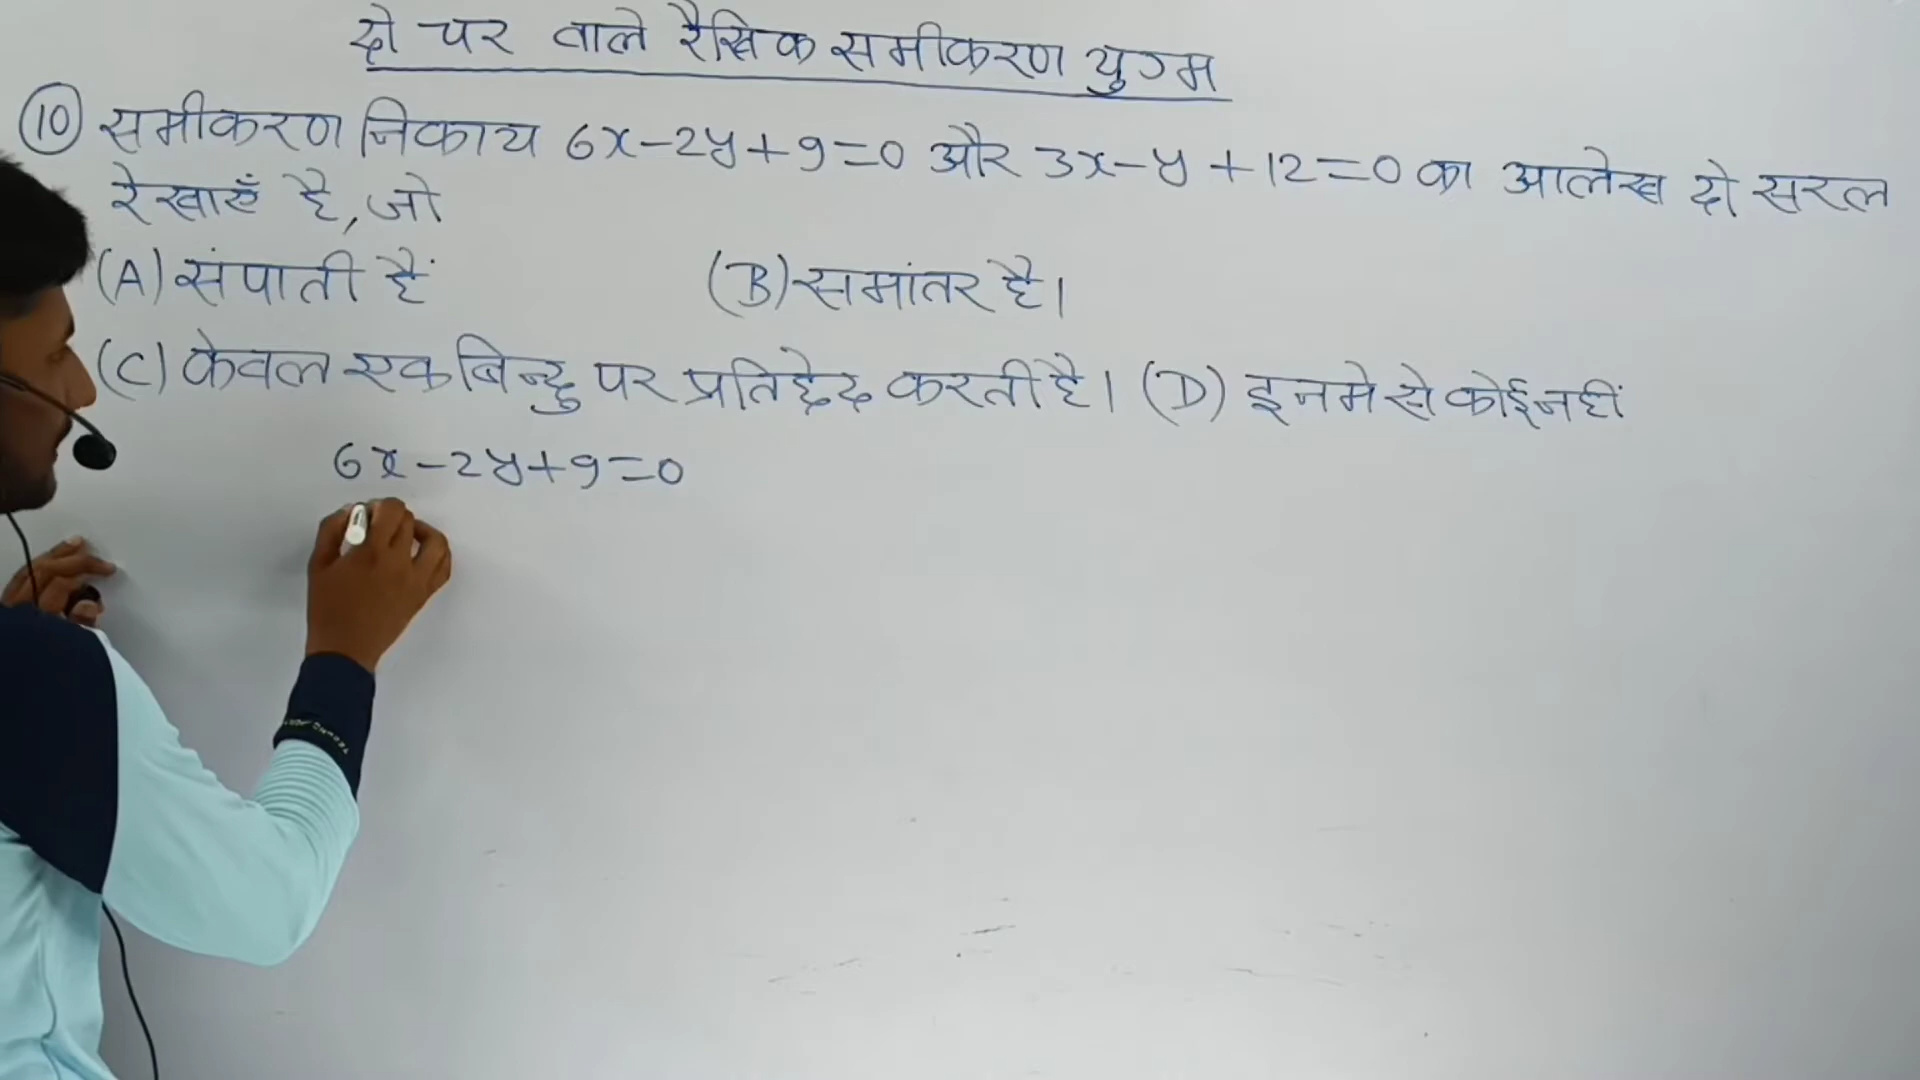 दो चर वाले रैखिक समीकरण युग्म
(10) समीकरण निकाय 6x-2y+9=0 और 3x-y+12=0 का आलेख दो सरल
रेखाएँ है, जो
(A) संपाती हैं (B) समांतर है।
(C) केवल एक बिन्दु पर प्रतिछेद करती है। (D) इनमे से कोई नहीं
6x-2y+9=0